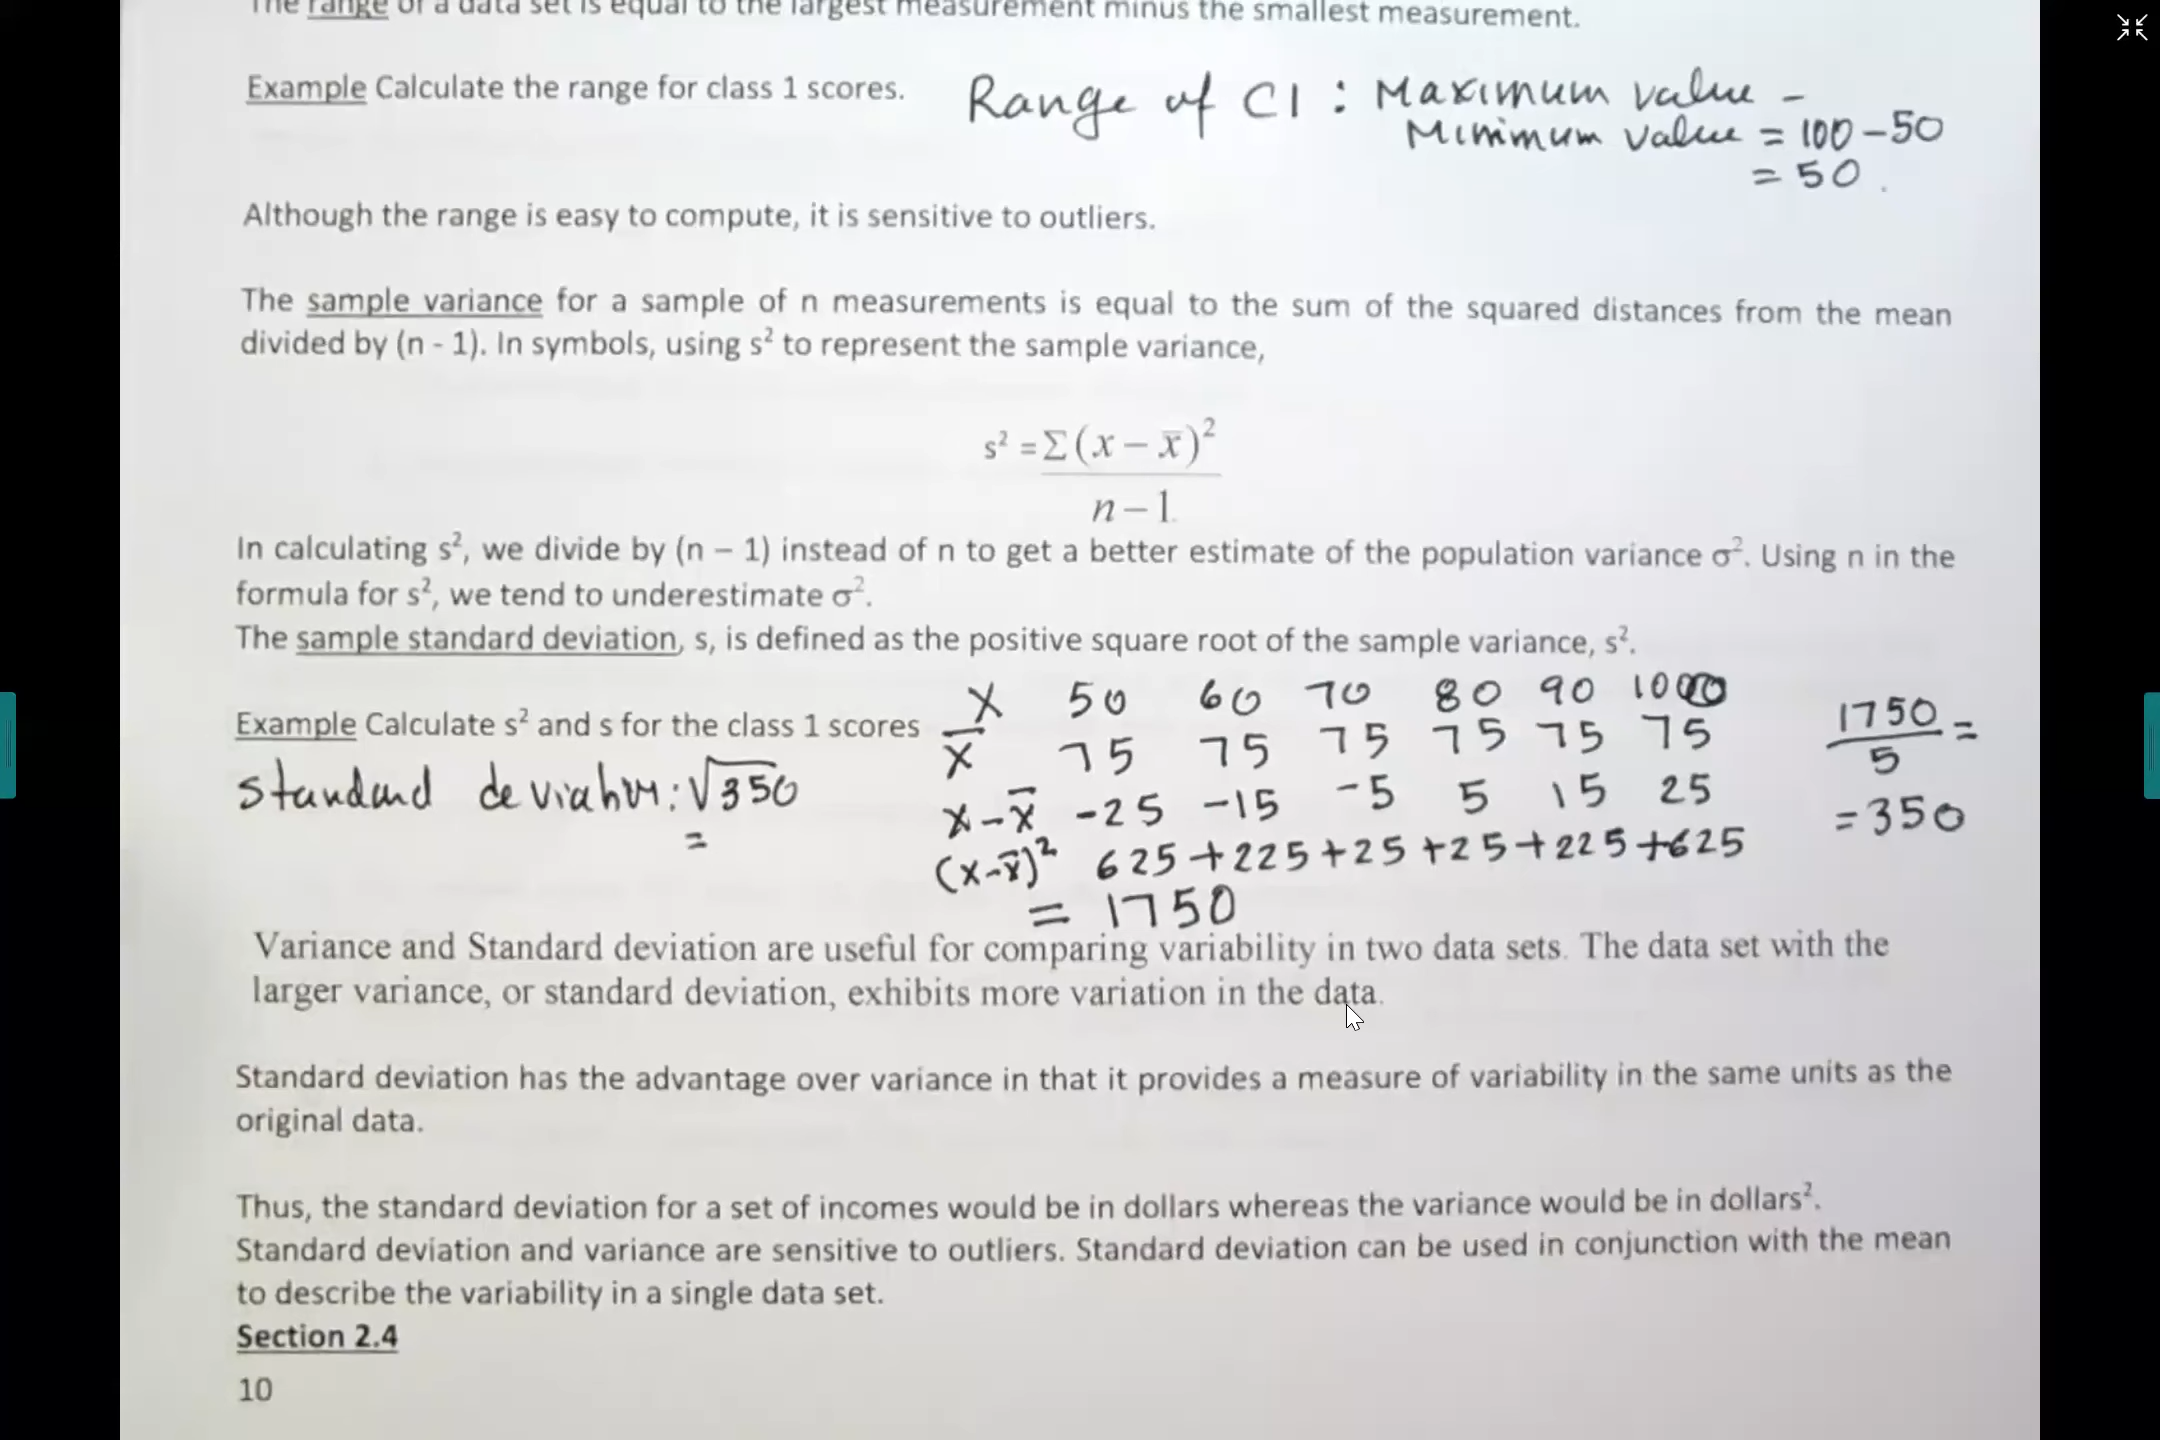 The range of a data set is equal to the largest measurement minus the smallest measurement.
Example Calculate the range for class 1 scores. Range of C1 : Maximum value -
Minimum value = 100 - 50
= 50.
Although the range is easy to compute, it is sensitive to outliers.
The sample variance for a sample of n measurements is equal to the sum of the squared distances from the mean
divided by (n - 1). In symbols, using s² to represent the sample variance,
s² = Σ(x − x̄)²
n − 1
In calculating s², we divide by (n – 1) instead of n to get a better estimate of the population variance σ². Using n in the
formula for s², we tend to underestimate σ².
The sample standard deviation, s, is defined as the positive square root of the sample variance, s².
Example Calculate s² and s for the class 1 scores
X 50 60 70 80 90 100
x̄ 75 75 75 75 75 75
x-x̄ -25 -15 -5 5 15 25
(x-x̄)² 625+225+25+25+225+625
= 1750
1750 =
5
=350
standard deviation: √350
=
Variance and Standard deviation are useful for comparing variability in two data sets. The data set with the
larger variance, or standard deviation, exhibits more variation in the data.
Standard deviation has the advantage over variance in that it provides a measure of variability in the same units as the
original data.
Thus, the standard deviation for a set of incomes would be in dollars whereas the variance would be in dollars².
Standard deviation and variance are sensitive to outliers. Standard deviation can be used in conjunction with the mean
to describe the variability in a single data set.
Section 2.4
10